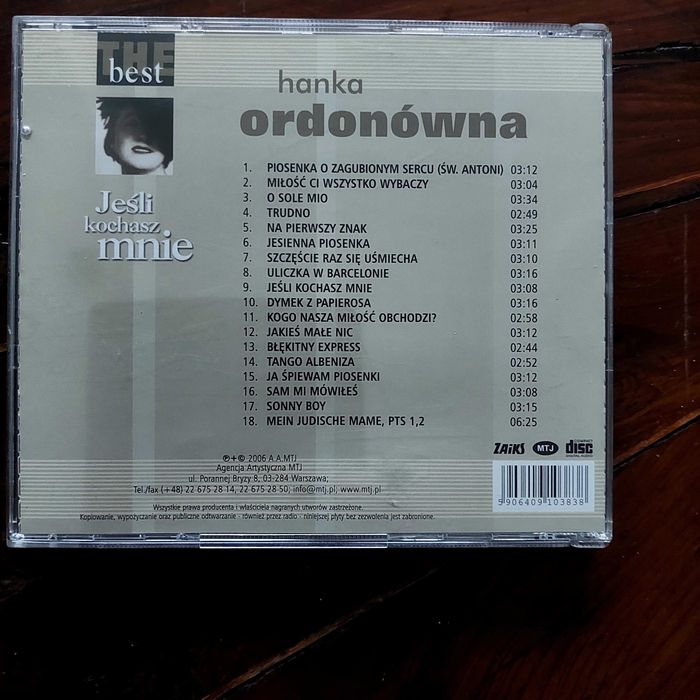 THE
best
Jeśli
kochasz
mnie
hanka
ordonówna
1. PIOSENKA O ZAGUBIONYM SERCU (ŚW. ANTONI) 03:12
2. MIŁOŚĆ CI WSZYSTKO WYBACZY 03:04
3. O SOLE MIO 03:34
4. TRUDNO 02:49
5. NA PIERWSZY ZNAK 03:25
6. JESIENNA PIOSENKA 03:11
7. SZCZĘŚCIE RAZ SIĘ UŚMIECHA 03:10
8. ULICZKA W BARCELONIE 03:16
9. JEŚLI KOCHASZ MNIE 03:08
10. DYMEK Z PAPIEROSA 03:16
11. KOGO NASZA MIŁOŚĆ OBCHODZI? 02:58
12. JAKIEŚ MAŁE NIC 03:12
13. BŁĘKITNY EXPRESS 02:44
14. TANGO ALBENIZA 02:52
15. JA ŚPIEWAM PIOSENKI 03:12
16. SAM MI MÓWIŁEŚ 03:08
17. SONNY BOY 03:15
18. MEIN JUDISCHE MAME, PTS 1,2 06:25
℗+© 2006 A.A.MTJ
Agencja Artystyczna MTJ
ul. Porannej Bryzy 8, 03-284 Warszawa;
Tel./fax (+48) 22 675 28 14, 22 675 28 50; info@mtj.pl; www.mtj.pl
Wszystkie prawa producenta i właściciela nagranych utworów zastrzeżone.
Kopiowanie, wypożyczanie oraz publiczne odtwarzanie - również przez radio - niniejszej płyty bez zezwolenia jest zabronione.
ZAiKS MTJ COMPACT disc DIGITAL AUDIO
5 906409 103838